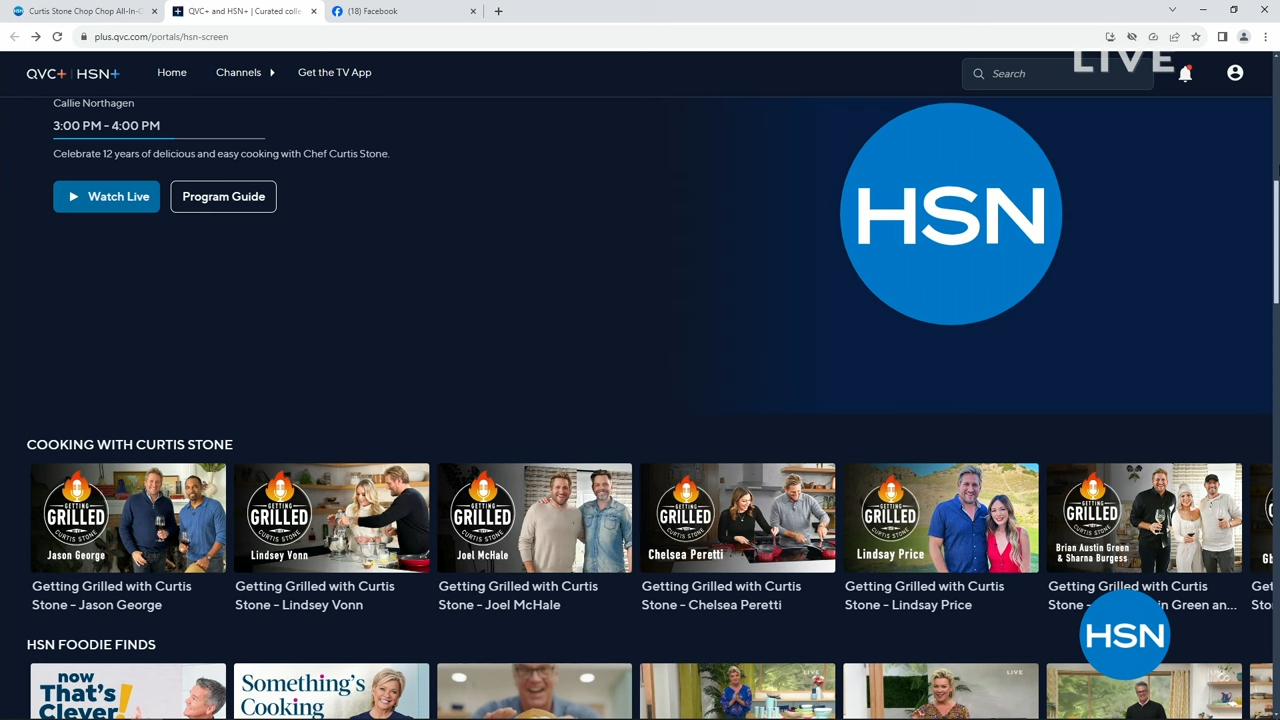 Curtis Stone Chop Chop All-In-C
QVC+ and HSN+ | Curated colle
(18) Facebook
plus.qvc.com/portals/hsn-screen
QVC+ | HSN+
Home
Channels
Get the TV App
Search
LIVE
Callie Northagen
3:00 PM - 4:00 PM
Celebrate 12 years of delicious and easy cooking with Chef Curtis Stone.
Watch Live
Program Guide
HSN
COOKING WITH CURTIS STONE
GETTING
GRILLED
CURTIS STONE
Jason George
GETTING
GRILLED
CURTIS STONE
Lindsey Vonn
GETTING
GRILLED
CURTIS STONE
Joel McHale
GETTING
GRILLED
CURTIS STONE
Chelsea Peretti
GETTING
GRILLED
CURTIS STONE
Lindsay Price
GETTING
GRILLED
CURTIS STONE
Brian Austin Green
& Sharna Burgess
Getting Grilled with Curtis
Stone - Jason George
Getting Grilled with Curtis
Stone - Lindsey Vonn
Getting Grilled with Curtis
Stone - Joel McHale
Getting Grilled with Curtis
Stone - Chelsea Peretti
Getting Grilled with Curtis
Stone - Lindsay Price
Getting Grilled with Curtis
Stone - in Green an...
HSN
HSN FOODIE FINDS
now
That's
Clever!
Something's
Cooking
LIVE
LIVE